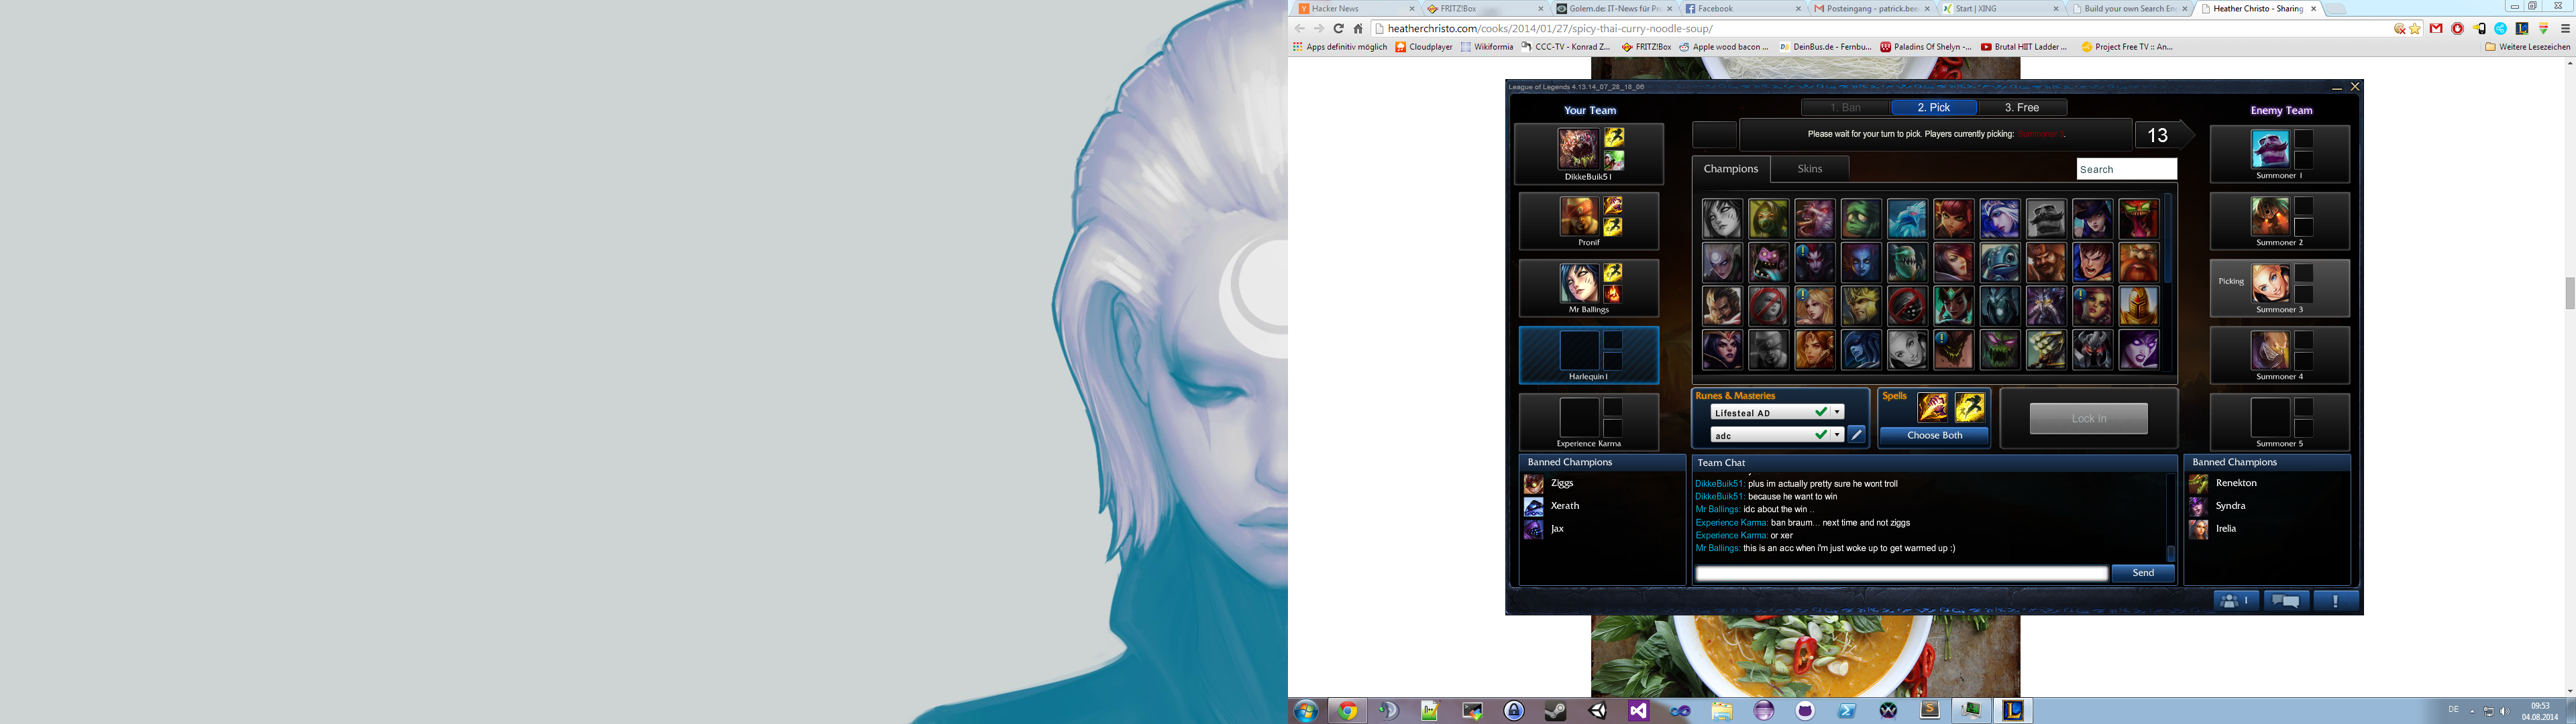 Hacker News
FRITZ!Box
Golem.de: IT-News für Pr
Facebook
Posteingang - patrick.bee
Start | XING
Build your own Search En
Heather Christo - Sharing
heatherchristo.com/cooks/2014/01/27/spicy-thai-curry-noodle-soup/
Apps definitiv möglich
Cloudplayer
Wikiformia
CCC-TV - Konrad Z...
FRITZ!Box
Apple wood bacon ...
DeinBus.de - Fernbu...
Paladins Of Shelyn -...
Brutal HIIT Ladder ...
Project Free TV :: An...
Weitere Lesezeichen
League of Legends 4.13.14_07_28_18_06
Your Team
1. Ban
2. Pick
3. Free
Enemy Team
Please wait for your turn to pick. Players currently picking: Summoner 3.
13
DikkeBuik51
Pronif
Mr Ballings
Harlequin1
Experience Karma
Champions
Skins
Search
Summoner 1
Summoner 2
Picking
Summoner 3
Summoner 4
Summoner 5
Runes & Masteries
Lifesteal AD
adc
Spells
Choose Both
Lock In
Banned Champions
Ziggs
Xerath
Jax
Team Chat
DikkeBuik51: plus im actually pretty sure he wont troll
DikkeBuik51: because he want to win
Mr Ballings: idc about the win ..
Experience Karma: ban braum... next time and not ziggs
Experience Karma: or xer
Mr Ballings: this is an acc when i'm just woke up to get warmed up :)
Send
Banned Champions
Renekton
Syndra
Irelia
1
DE
09:53
04.08.2014